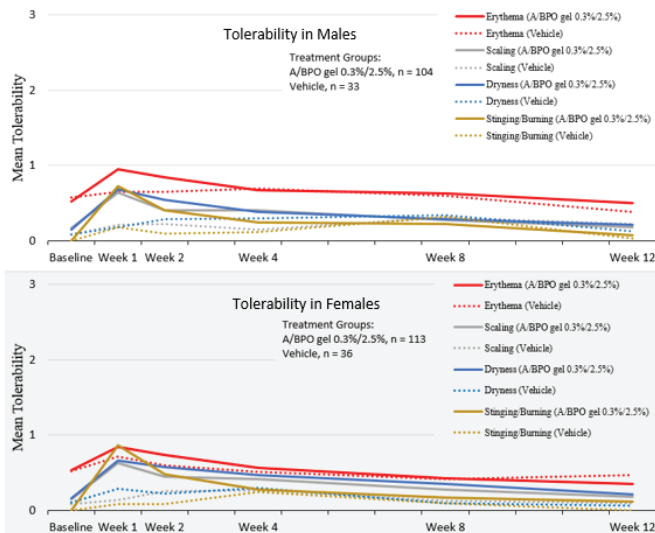 Tolerability in Males
Treatment Groups:
A/BPO gel 0.3%/2.5%, n = 104
Vehicle, n = 33
Erythema (A/BPO gel 0.3%/2.5%)
Erythema (Vehicle)
Scaling (A/BPO gel 0.3%/2.5%)
Scaling (Vehicle)
Dryness (A/BPO gel 0.3%/2.5%)
Dryness (Vehicle)
Stinging/Burning (A/BPO gel 0.3%/2.5%)
Stinging/Burning (Vehicle)
Mean Tolerability
3
2
1
0
Baseline Week 1 Week 2 Week 4 Week 8 Week 12
Tolerability in Females
Treatment Groups:
A/BPO gel 0.3%/2.5%, n = 113
Vehicle, n = 36
Erythema (A/BPO gel 0.3%/2.5%)
Erythema (Vehicle)
Scaling (A/BPO gel 0.3%/2.5%)
Scaling (Vehicle)
Dryness (A/BPO gel 0.3%/2.5%)
Dryness (Vehicle)
Stinging/Burning (A/BPO gel 0.3%/2.5%)
Stinging/Burning (Vehicle)
Mean Tolerability
3
2
1
0
Baseline Week 1 Week 2 Week 4 Week 8 Week 12